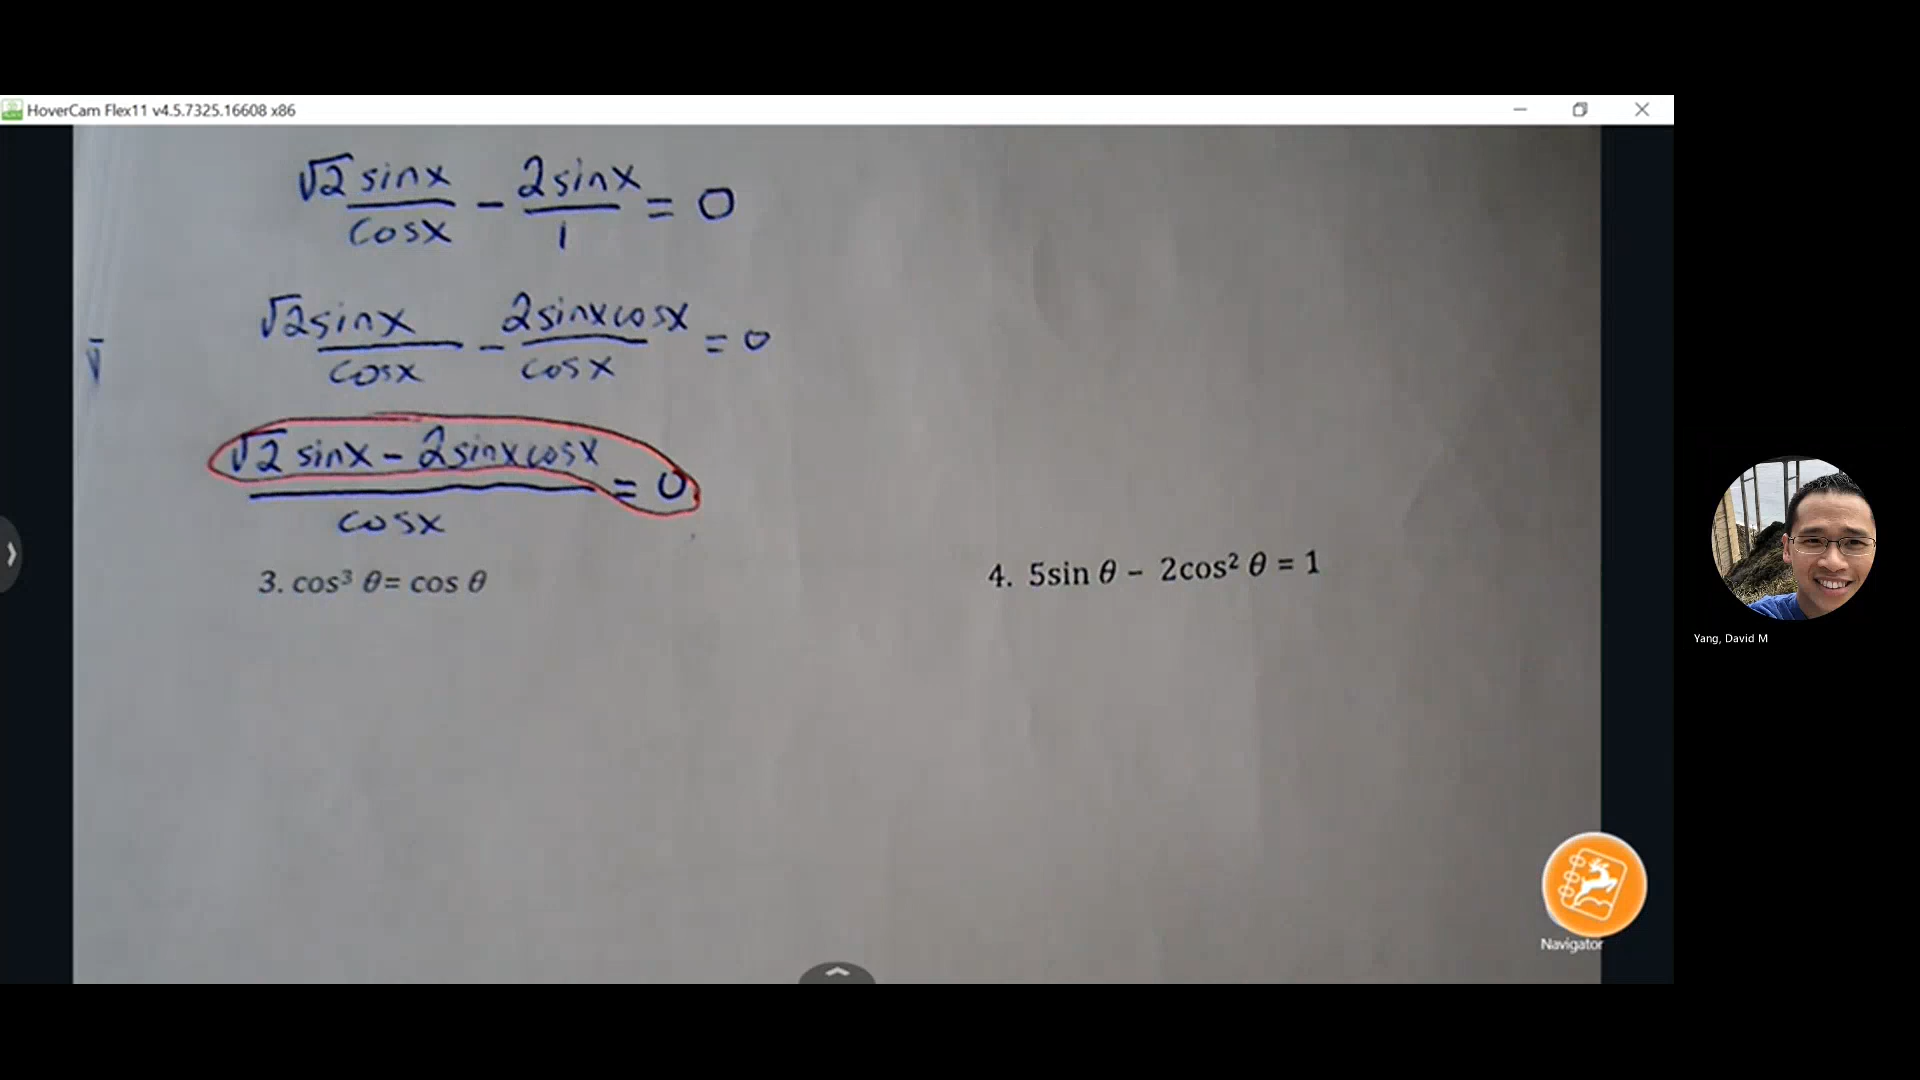 HoverCam Flex11 v4.5.7325.16608 x86
√2 sinx/cosx - 2sinx/1 = 0
√2sinx/cosx - 2sinxcosx/cosx = 0
√
(√2 sinx - 2sinxcosx)/cosx = 0
3. cos³ θ= cos θ
4. 5sin θ - 2cos² θ = 1
Yang, David M
Navigator